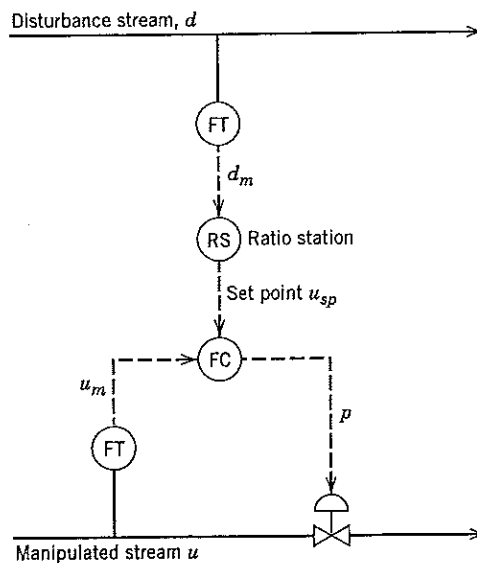 Disturbance stream, d
FT
d_m
RS Ratio station
Set point u_sp
FC
u_m
FT
p
Manipulated stream u